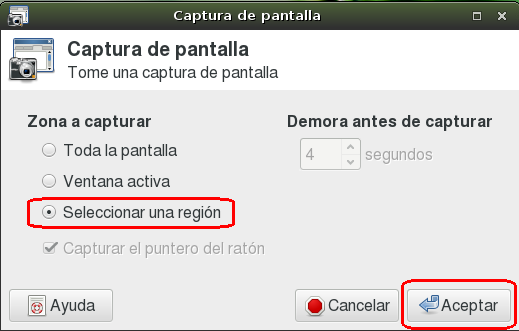 Captura de pantalla
Captura de pantalla
Tome una captura de pantalla
Zona a capturar
Toda la pantalla
Ventana activa
Seleccionar una región
Capturar el puntero del ratón
Demora antes de capturar
4 segundos
Ayuda
Cancelar
Aceptar